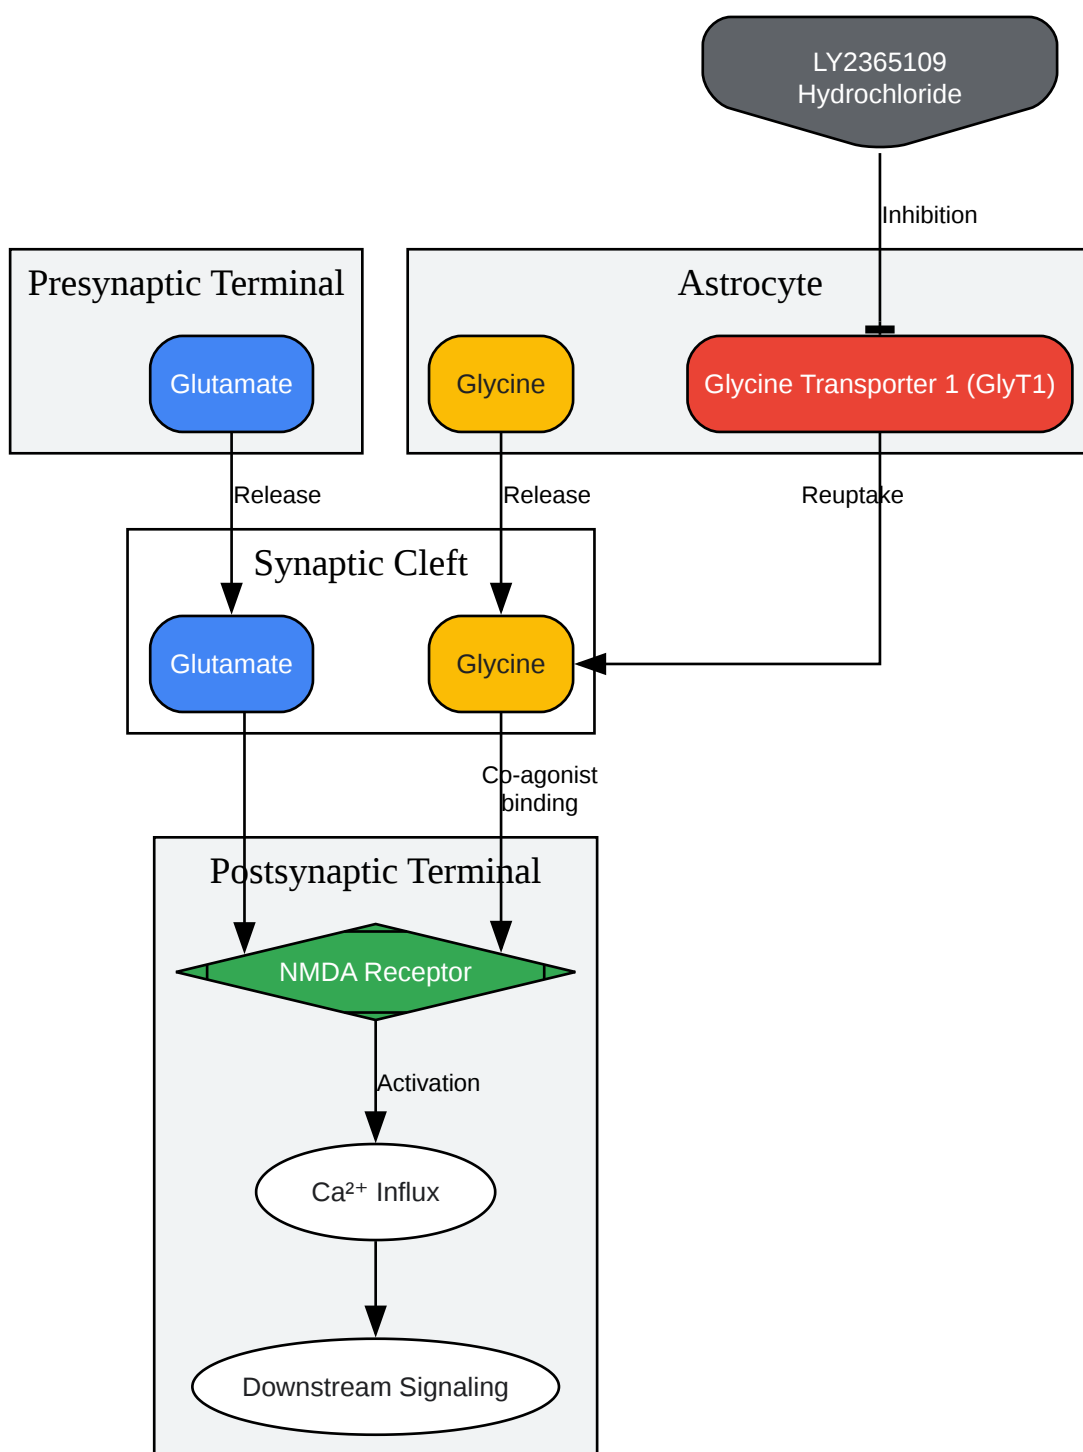 LY2365109
Hydrochloride
Inhibition
Presynaptic Terminal
Astrocyte
Glutamate
Glycine
Glycine Transporter 1 (GlyT1)
Release
Release
Reuptake
Synaptic Cleft
Glutamate
Glycine
Co-agonist
binding
Postsynaptic Terminal
NMDA Receptor
Activation
Ca²⁺ Influx
Downstream Signaling